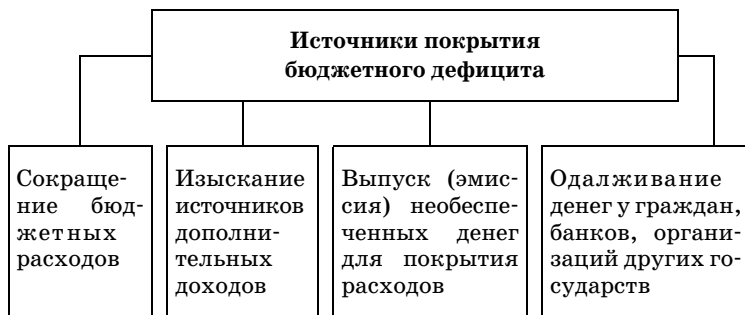 Источники покрытия
бюджетного дефицита
Сокраще-
ние бюд-
жетных
расходов
Изыскание
источников
дополни-
тельных
доходов
Выпуск (эмис-
сия) необеспе-
ченных денег
для покрытия
расходов
Одалживание
денег у граждан,
банков, органи-
заций других го-
сударств